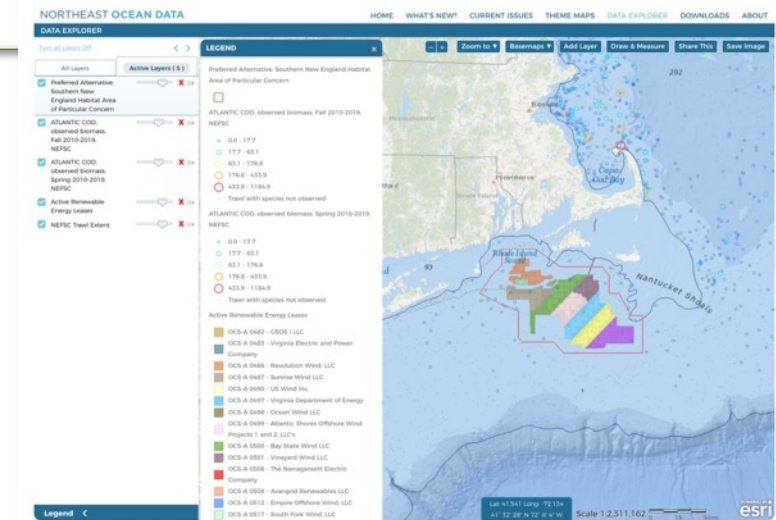 NORTHEAST OCEAN DATA
HOME WHAT'S NEW? CURRENT ISSUES THEME MAPS DATA EXPLORER DOWNLOADS ABOUT
DATA EXPLORER
Turn all Layers Off
All Layers
Active Layers ( 5 )
Preferred Alternative:
Southern New
England Habitat Area
of Particular Concern
ATLANTIC COD,
observed biomass,
Fall 2010-2019,
NEFSC
ATLANTIC COD,
observed biomass,
Spring 2010-2019,
NEFSC
Active Renewable
Energy Leases
NEFSC Trawl Extent
Legend
LEGEND
Preferred Alternative: Southern New England Habitat
Area of Particular Concern
ATLANTIC COD, observed biomass, Fall 2010-2019,
NEFSC
0.0 - 17.7
17.7 - 63.1
63.1 - 176.8
176.8 - 433.9
433.9 - 1184.9
Trawl with species not observed
ATLANTIC COD, observed biomass, Spring 2010-2019,
NEFSC
0.0 - 17.7
17.7 - 63.1
63.1 - 176.8
176.8 - 433.9
433.9 - 1184.9
Trawl with species not observed
Active Renewable Energy Leases
OCS-A 0482 - GSOE I LLC
OCS-A 0483 - Virginia Electric and Power
Company
OCS-A 0486 - Revolution Wind, LLC
OCS-A 0487 - Sunrise Wind LLC
OCS-A 0490 - US Wind Inc.
OCS-A 0497 - Virginia Department of Energy
OCS-A 0498 - Ocean Wind LLC
OCS-A 0499 - Atlantic Shores Offshore Wind
Projects 1 and 2, LLC's
OCS-A 0500 - Bay State Wind LLC
OCS-A 0501 - Vineyard Wind LLC
OCS-A 0506 - The Narragansett Electric
Company
OCS-A 0508 - Avangrid Renewables LLC
OCS-A 0512 - Empire Offshore Wind, LLC
OCS-A 0517 - South Fork Wind, LLC
Zoom to Basemaps Add Layer Draw & Measure Share This Save Image
292
Boston
Massachusetts
Cape
Cod Bay
Providence
Rhode Island
Sound
93
Nantucket Shoals
Lat: 41.541 Long: -72.134
Scale 1:2,311,162
POWERED BY
esri